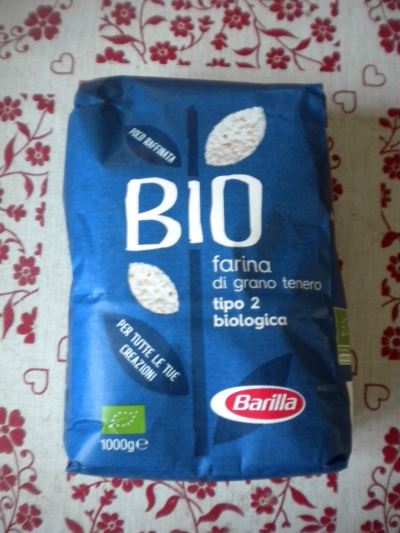 POCO RAFFINATA
BIO
farina
di grano tenero
tipo 2
biologica
PER TUTTE LE TUE
CREAZIONI
Barilla
1000g℮